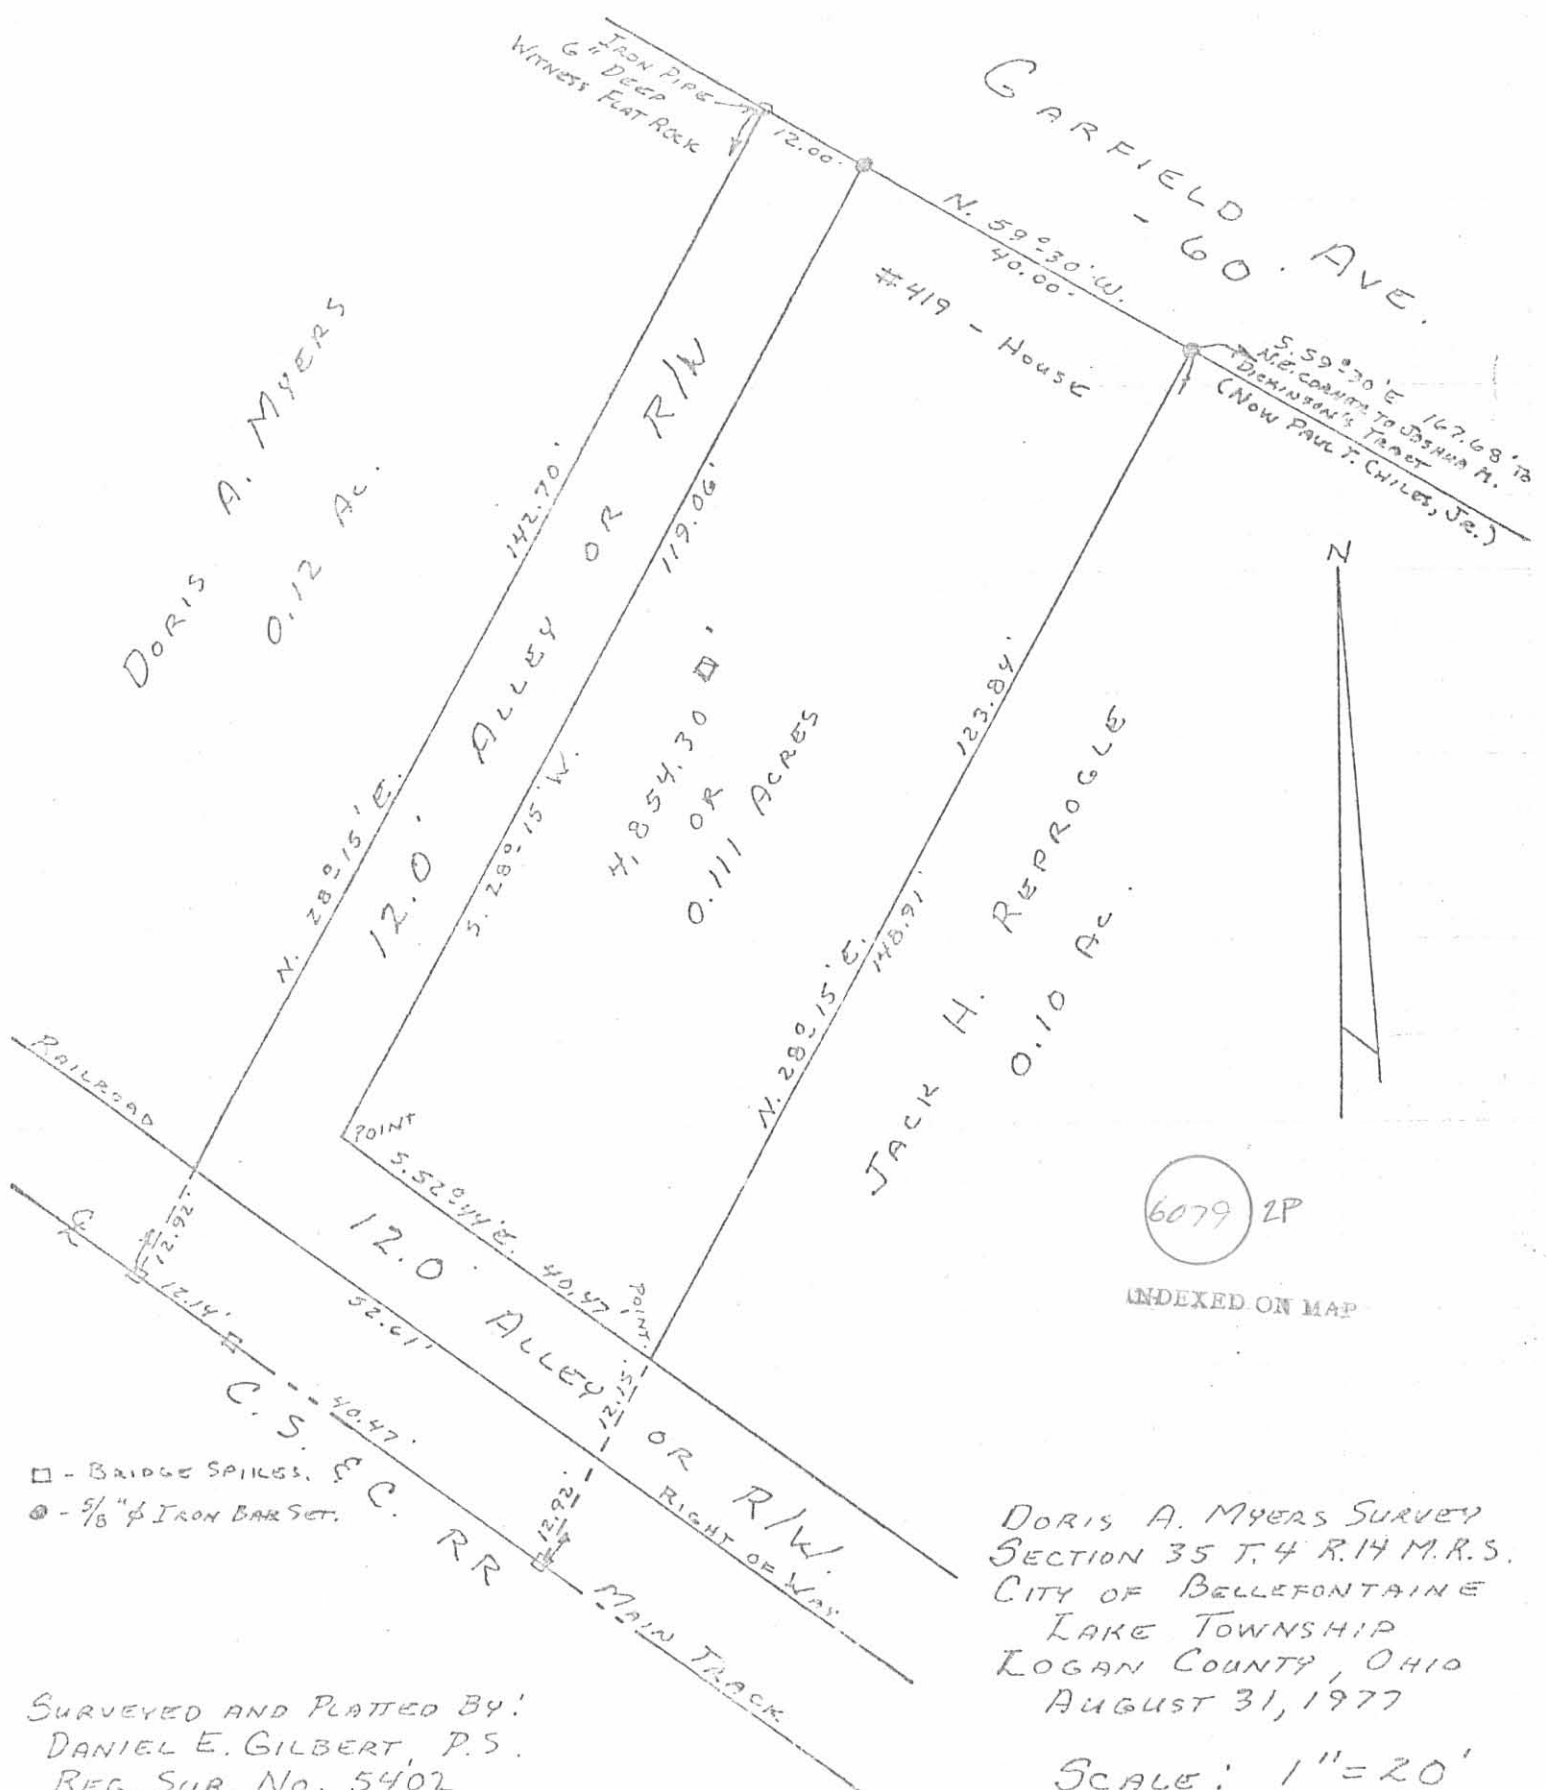 IRON PIPE
6" DEEP
WITNESS FLAT ROCK
12.00'
GARFIELD AVE.
- 60'
N. 59°30' W.
40.00'
#419 - HOUSE
S. 59°30'E 167.68' TO
N.E. CORNER TO JOSHUA M.
DICKINSON'S TRACT
(NOW PAUL T. CHILES, JR.)
DORIS A. MYERS
0.12 AC.
142.70'
N. 28°15' E.
12.0' ALLEY OR R/W
119.06'
S. 28°15' W.
4,854.30 □'
OR
0.111 ACRES
123.84'
148.91'
N. 28°15' E.
JACK H. REPROGLE
0.10 AC.
N
RAILROAD
POINT
S. 52°44' E.
40.47'
POINT
12.0' ALLEY OR R/W.
52.61'
12.15'
12.92'
12.14'
40.47'
12.92'
RIGHT OF WAY
C. S. & C. RR MAIN TRACK
6079 2P
INDEXED ON MAP
□ - BRIDGE SPIKES.
- 5/8" ϕ IRON BAR SET.
DORIS A. MYERS SURVEY
SECTION 35 T.4 R.14 M.R.S.
CITY OF BELLEFONTAINE
LAKE TOWNSHIP
LOGAN COUNTY, OHIO
AUGUST 31, 1977
SCALE: 1"=20'
SURVEYED AND PLATTED BY:
DANIEL E. GILBERT, P.S.
REG. SUR. NO. 5402